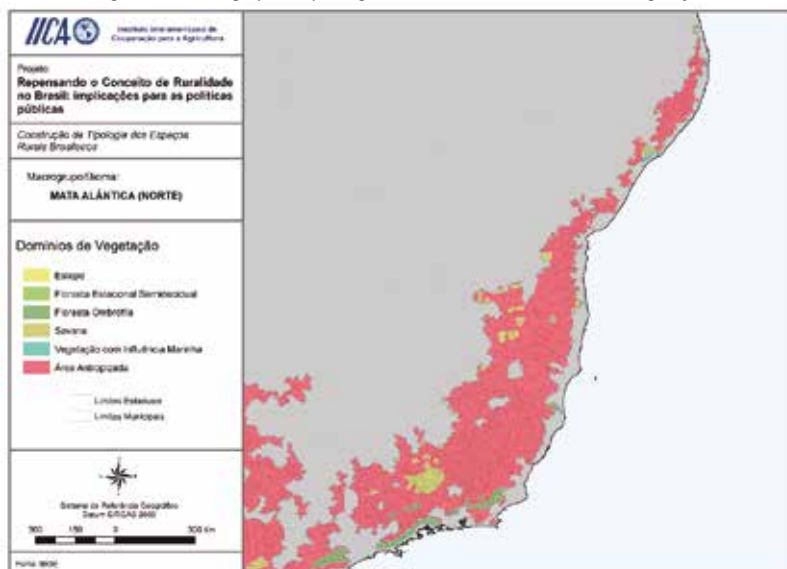 IICA
Instituto Interamericano de
Cooperação para a Agricultura
Projeto:
Repensando o Conceito de Ruralidade
no Brasil: implicações para as políticas
públicas
Construção de Tipologia dos Espaços
Rurais Brasileiros
Macrogrupo/Bioma:
MATA ALÂNTICA (NORTE)
Domínios de Vegetação
Estepe
Floresta Estacional Semidecidual
Floresta Ombrófila
Savana
Vegetação com Influência Marinha
Área Antropizada
Limites Estaduais
Limites Municipais
Sistema de Referência Geográfico
Datum SIRGAS 2000
300 150 0 300 Km
Fonte: IBGE